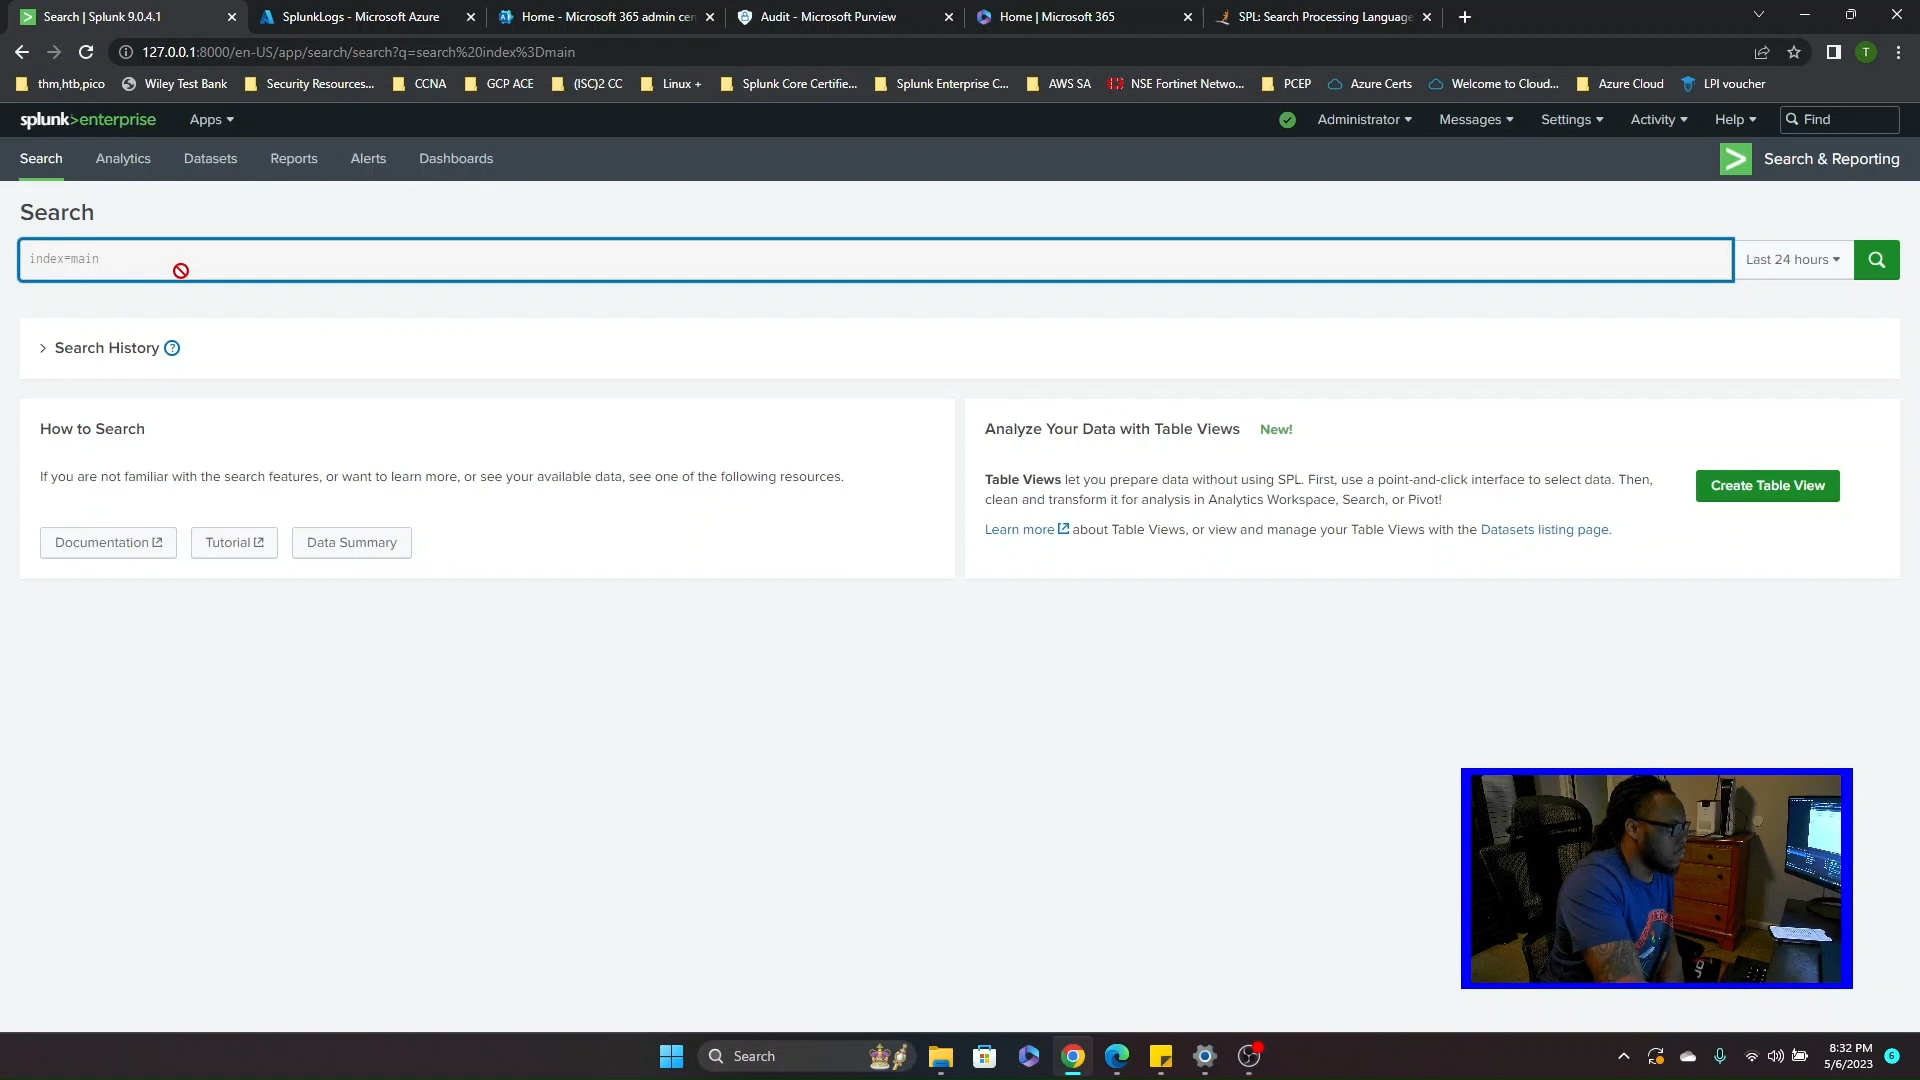 Search | Splunk 9.0.4.1
SplunkLogs - Microsoft Azure
Home - Microsoft 365 admin cen
Audit - Microsoft Purview
Home | Microsoft 365
SPL: Search Processing Language
127.0.0.1:8000/en-US/app/search/search?q=search%20index%3Dmain
T
thm,htb,pico
Wiley Test Bank
Security Resources...
CCNA
GCP ACE
(ISC)2 CC
Linux +
Splunk Core Certifie...
Splunk Enterprise C...
AWS SA
NSE Fortinet Netwo...
PCEP
Azure Certs
Welcome to Cloud...
Azure Cloud
LPI voucher
splunk>enterprise
Apps
Administrator
Messages
Settings
Activity
Help
Find
Search
Analytics
Datasets
Reports
Alerts
Dashboards
Search & Reporting
Search
index=main
Last 24 hours
Search History ?
How to Search
If you are not familiar with the search features, or want to learn more, or see your available data, see one of the following resources.
Documentation
Tutorial
Data Summary
Analyze Your Data with Table Views New!
Table Views let you prepare data without using SPL. First, use a point-and-click interface to select data. Then,
clean and transform it for analysis in Analytics Workspace, Search, or Pivot!
Learn more about Table Views, or view and manage your Table Views with the Datasets listing page.
Create Table View
Search
8:32 PM
5/6/2023
6